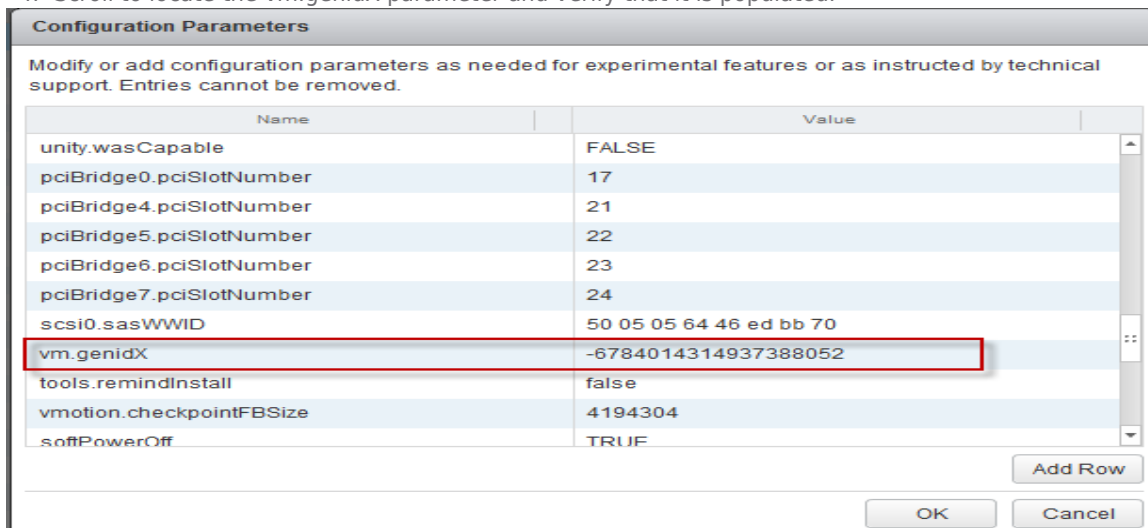 Configuration Parameters
Modify or add configuration parameters as needed for experimental features or as instructed by technical
support. Entries cannot be removed.
Name Value
unity.wasCapable FALSE
pciBridge0.pciSlotNumber 17
pciBridge4.pciSlotNumber 21
pciBridge5.pciSlotNumber 22
pciBridge6.pciSlotNumber 23
pciBridge7.pciSlotNumber 24
scsi0.sasWWID 50 05 05 64 46 ed bb 70
vm.genidX -6784014314937388052
tools.remindInstall false
vmotion.checkpointFBSize 4194304
softPowerOff TRUE
Add Row
OK Cancel